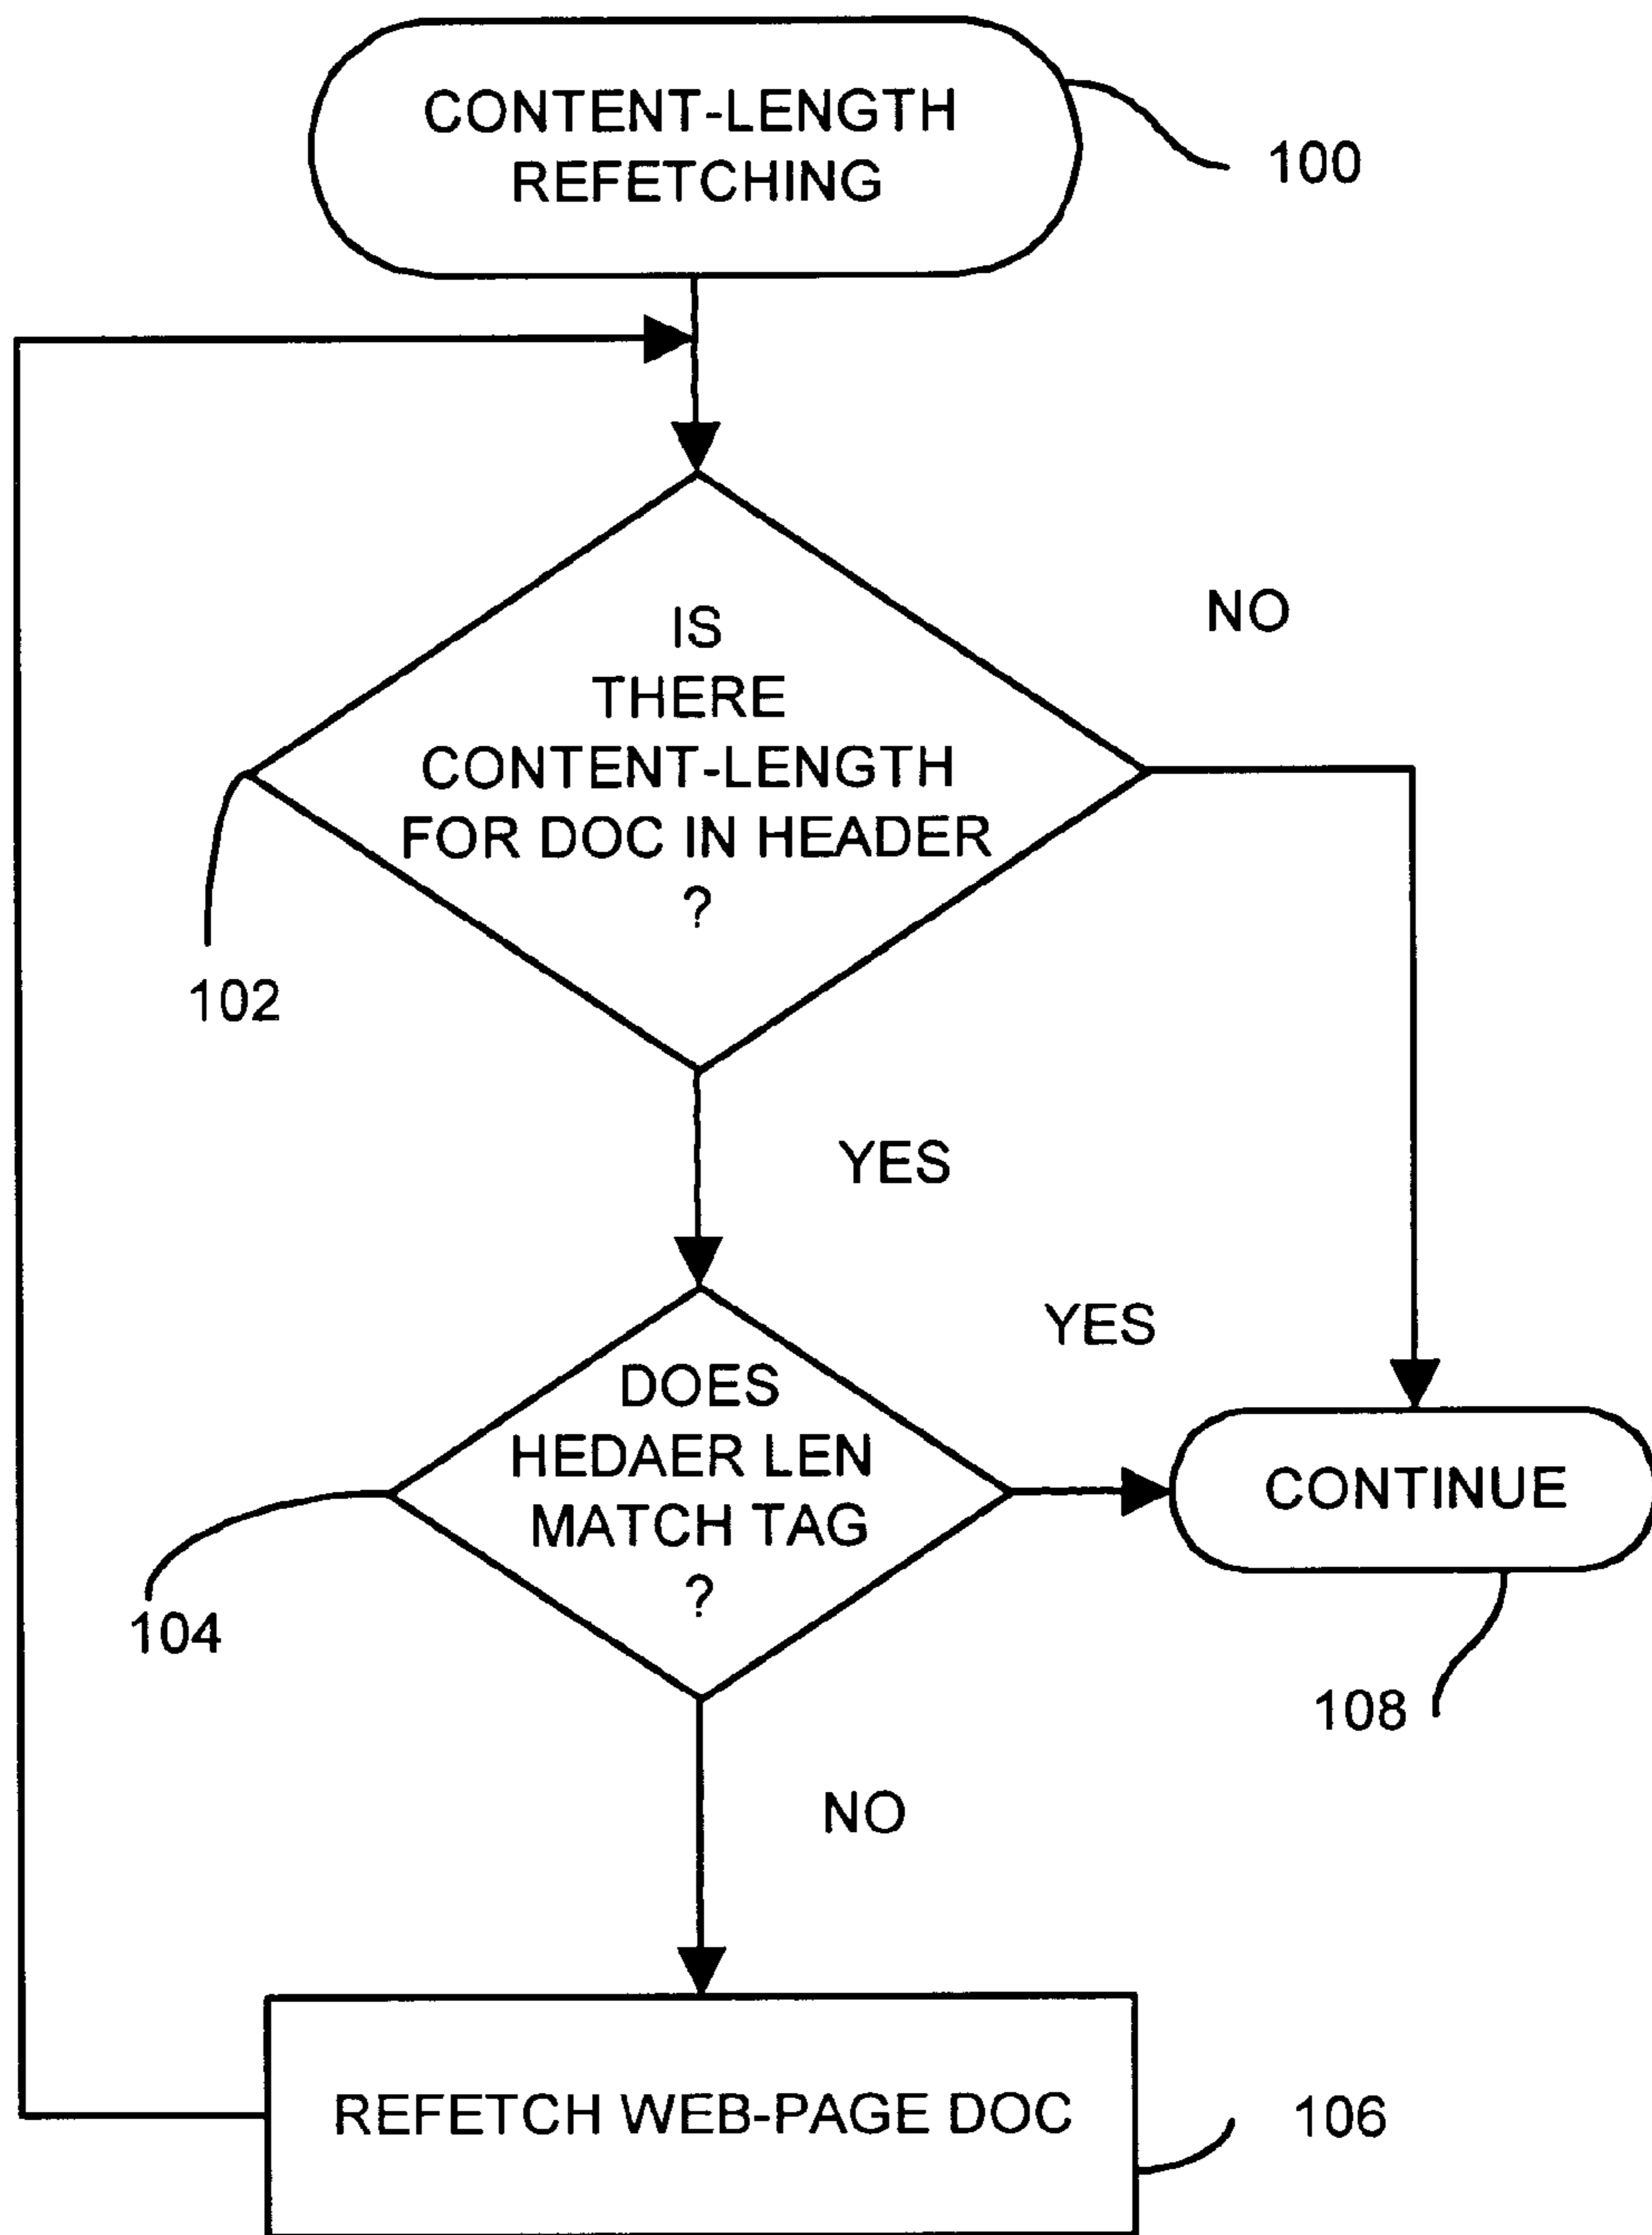 CONTENT-LENGTH
REFETCHING
100
IS
THERE
CONTENT-LENGTH
FOR DOC IN HEADER
?
NO
102
YES
DOES
HEDAER LEN
MATCH TAG
?
YES
CONTINUE
104
108
NO
REFETCH WEB-PAGE DOC
106